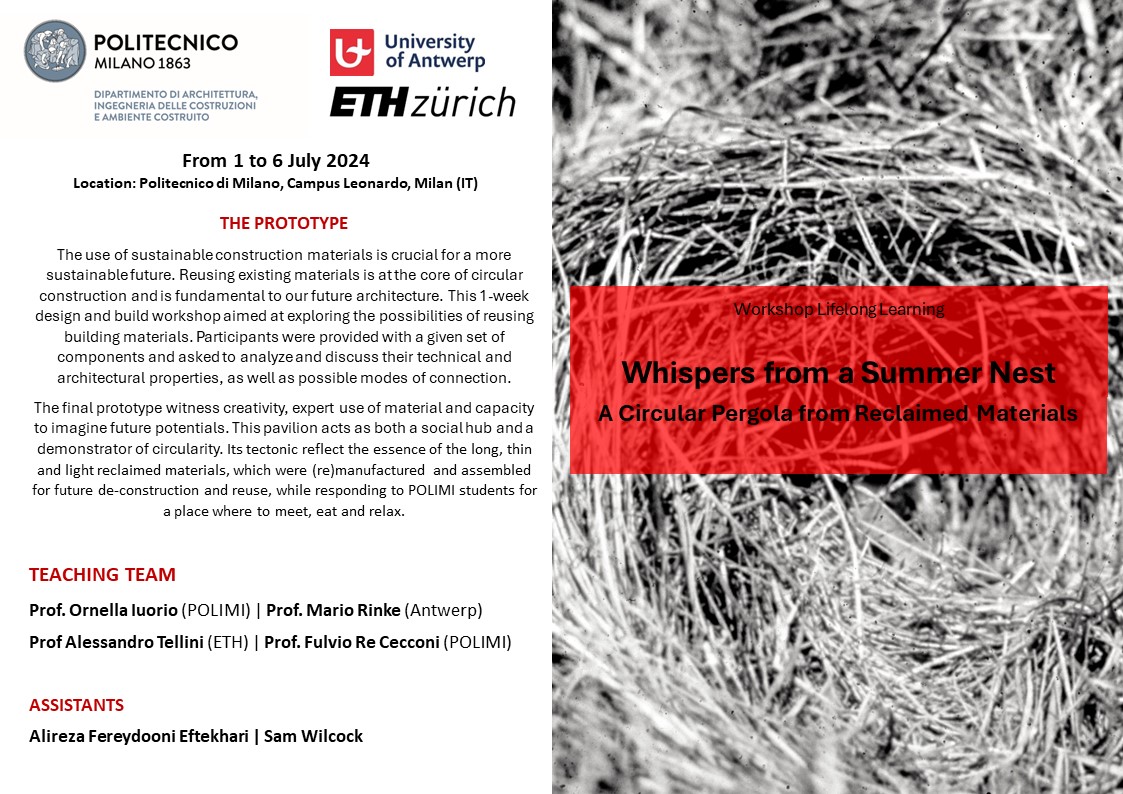 POLITECNICO
MILANO 1863
DIPARTIMENTO DI ARCHITETTURA,
INGEGNERIA DELLE COSTRUZIONI
E AMBIENTE COSTRUITO
University
of Antwerp
ETH zürich
From 1 to 6 July 2024
Location: Politecnico di Milano, Campus Leonardo, Milan (IT)
THE PROTOTYPE
The use of sustainable construction materials is crucial for a more
sustainable future. Reusing existing materials is at the core of circular
construction and is fundamental to our future architecture. This 1-week
design and build workshop aimed at exploring the possibilities of reusing
building materials. Participants were provided with a given set of
components and asked to analyze and discuss their technical and
architectural properties, as well as possible modes of connection.
The final prototype witness creativity, expert use of material and capacity
to imagine future potentials. This pavilion acts as both a social hub and a
demonstrator of circularity. Its tectonic reflect the essence of the long, thin
and light reclaimed materials, which were (re)manufactured and assembled
for future de-construction and reuse, while responding to POLIMI students for
a place where to meet, eat and relax.
TEACHING TEAM
Prof. Ornella Iuorio (POLIMI) | Prof. Mario Rinke (Antwerp)
Prof Alessandro Tellini (ETH) | Prof. Fulvio Re Cecconi (POLIMI)
ASSISTANTS
Alireza Fereydooni Eftekhari | Sam Wilcock
Workshop Lifetong Learning
Whispers from a Summer Nest
A Circular Pergola from Reclaimed Materials